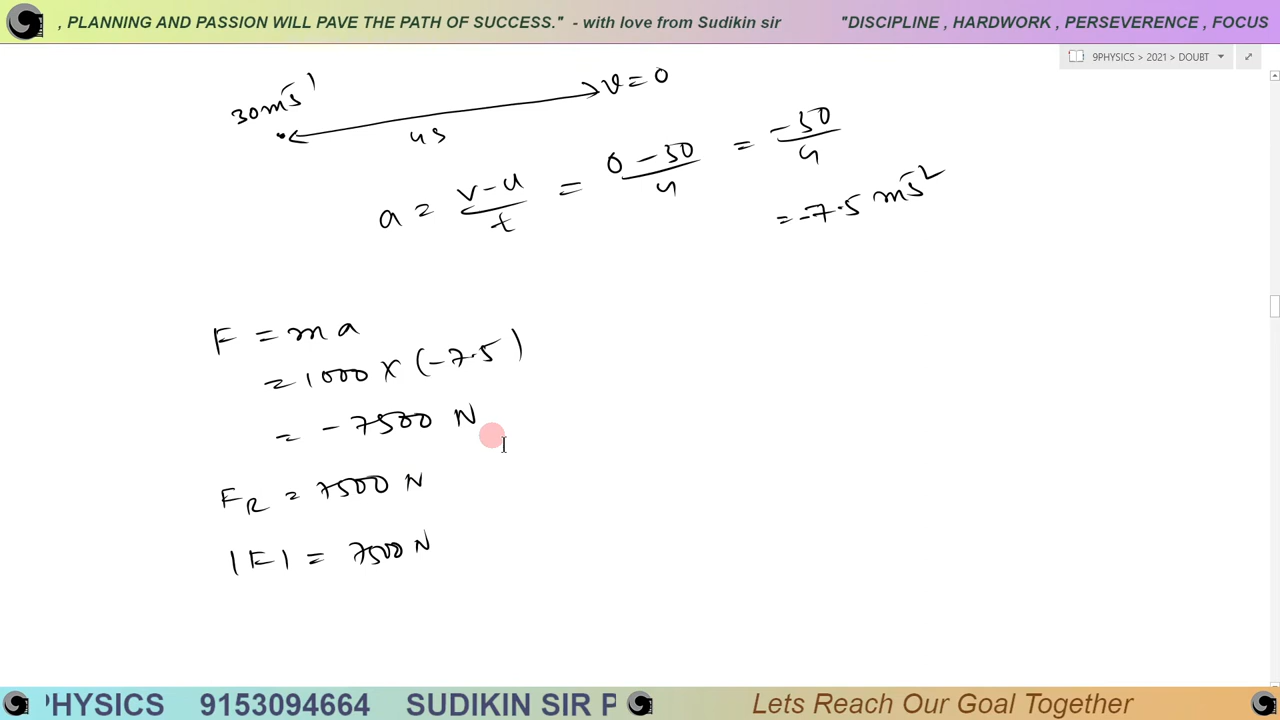 , PLANNING AND PASSION WILL PAVE THE PATH OF SUCCESS." - with love from Sudikin sir "DISCIPLINE , HARDWORK , PERSEVERENCE , FOCUS
9PHYSICS > 2021 > DOUBT
30ms⁻¹ v=0
4s
a = v-u/t = 0-30/4 = -30/4
= -7.5 ms⁻²
F = ma
= 1000 × (-7.5)
= - 7500 N
F_R = 7500 N
|F| = 7500 N
PHYSICS 9153094664 SUDIKIN SIR P Lets Reach Our Goal Together